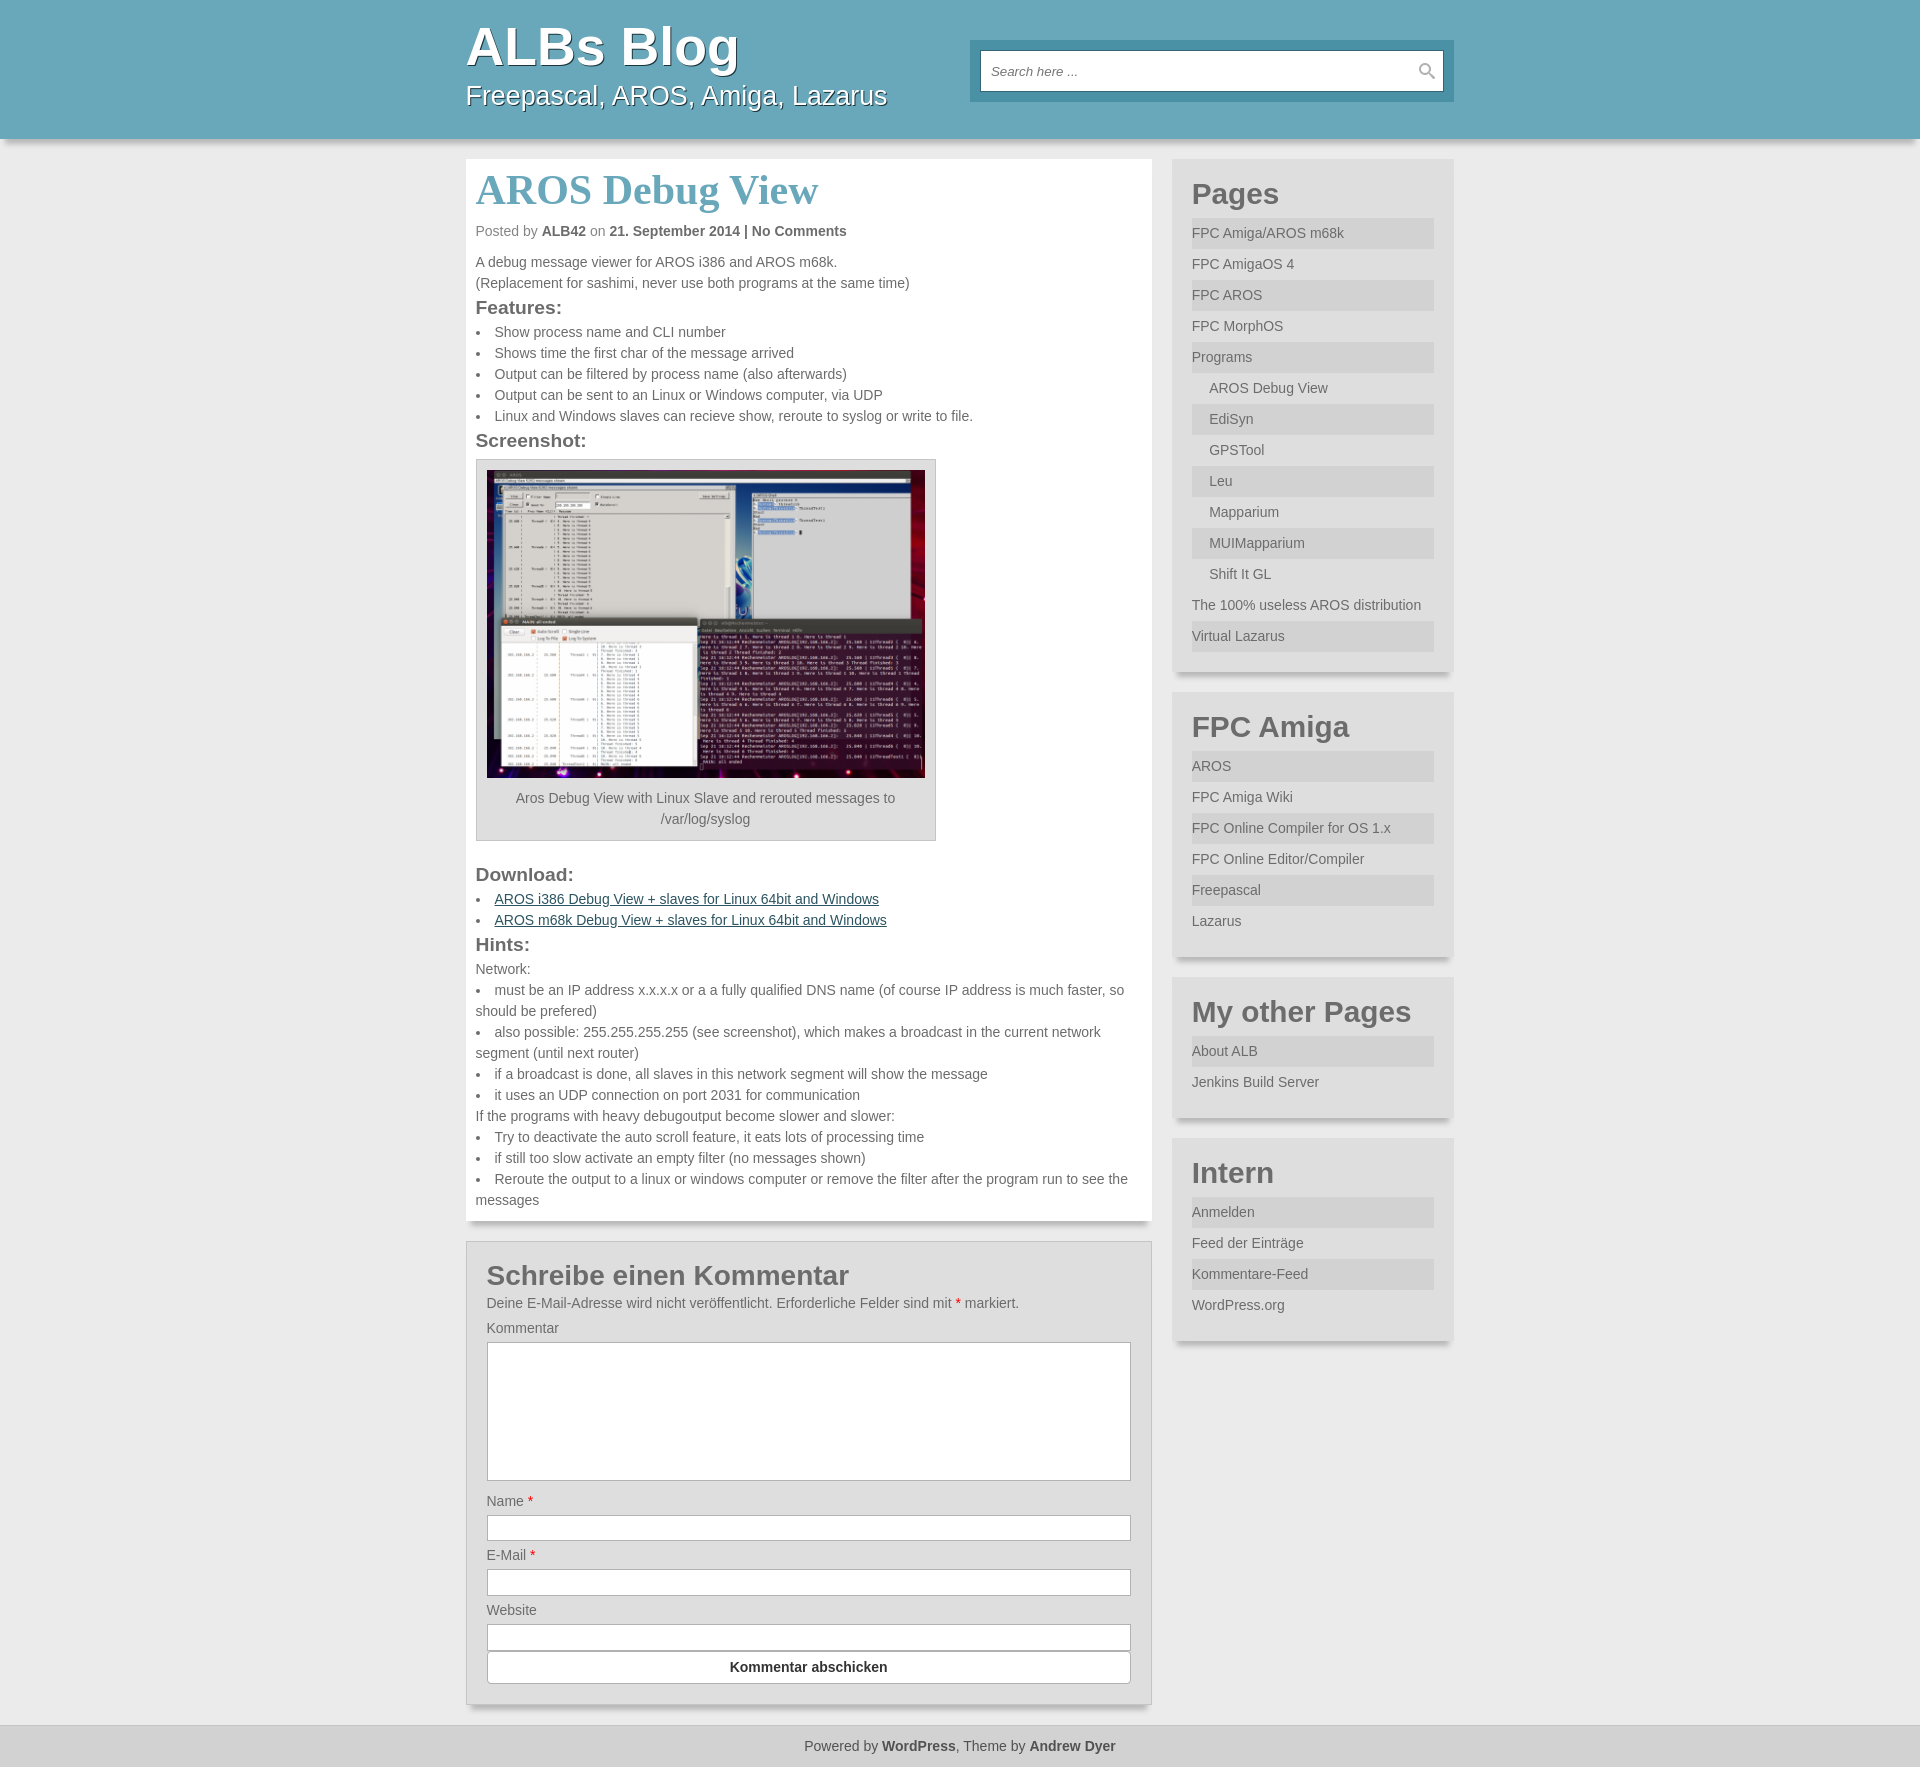 ALBs Blog
Freepascal, AROS, Amiga, Lazarus
Search here ...
AROS Debug View
Posted by ALB42 on 21. September 2014 | No Comments
A debug message viewer for AROS i386 and AROS m68k.
(Replacement for sashimi, never use both programs at the same time)
Features:
• Show process name and CLI number
• Shows time the first char of the message arrived
• Output can be filtered by process name (also afterwards)
• Output can be sent to an Linux or Windows computer, via UDP
• Linux and Windows slaves can recieve show, reroute to syslog or write to file.
Screenshot:
Aros Debug View with Linux Slave and rerouted messages to
/var/log/syslog
Download:
• AROS i386 Debug View + slaves for Linux 64bit and Windows
• AROS m68k Debug View + slaves for Linux 64bit and Windows
Hints:
Network:
• must be an IP address x.x.x.x or a a fully qualified DNS name (of course IP address is much faster, so
should be prefered)
• also possible: 255.255.255.255 (see screenshot), which makes a broadcast in the current network
segment (until next router)
• if a broadcast is done, all slaves in this network segment will show the message
• it uses an UDP connection on port 2031 for communication
If the programs with heavy debugoutput become slower and slower:
• Try to deactivate the auto scroll feature, it eats lots of processing time
• if still too slow activate an empty filter (no messages shown)
• Reroute the output to a linux or windows computer or remove the filter after the program run to see the
messages
Schreibe einen Kommentar
Deine E-Mail-Adresse wird nicht veröffentlicht. Erforderliche Felder sind mit * markiert.
Kommentar
Name *
E-Mail *
Website
Kommentar abschicken
Pages
FPC Amiga/AROS m68k
FPC AmigaOS 4
FPC AROS
FPC MorphOS
Programs
AROS Debug View
EdiSyn
GPSTool
Leu
Mapparium
MUIMapparium
Shift It GL
The 100% useless AROS distribution
Virtual Lazarus
FPC Amiga
AROS
FPC Amiga Wiki
FPC Online Compiler for OS 1.x
FPC Online Editor/Compiler
Freepascal
Lazarus
My other Pages
About ALB
Jenkins Build Server
Intern
Anmelden
Feed der Einträge
Kommentare-Feed
WordPress.org
Powered by WordPress, Theme by Andrew Dyer